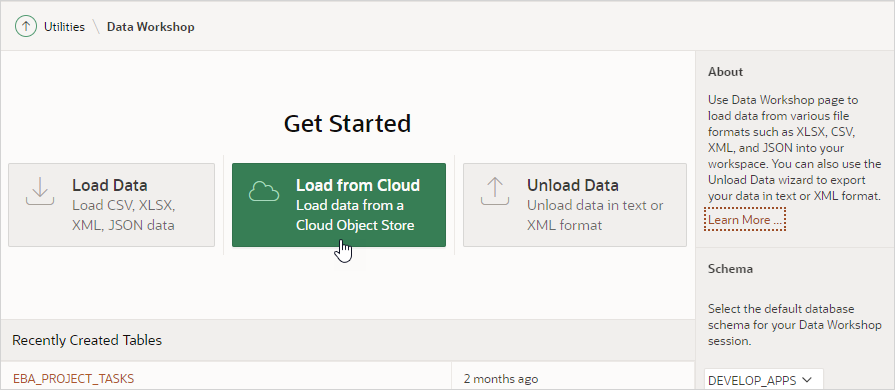 Utilities \ Data Workshop
Get Started
Load Data
Load CSV, XLSX,
XML, JSON data
Load from Cloud
Load data from a
Cloud Object Store
Unload Data
Unload data in text or
XML format
Recently Created Tables
EBA_PROJECT_TASKS 2 months ago
About
Use Data Workshop page to
load data from various file
formats such as XLSX, CSV,
XML, and JSON into your
workspace. You can also use the
Unload Data wizard to export
your data in text or XML format.
Learn More ...
Schema
Select the default database
schema for your Data Workshop
session.
DEVELOP_APPS